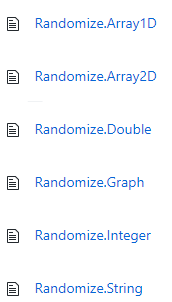 Randomize.Array1D
Randomize.Array2D
Randomize.Double
Randomize.Graph
Randomize.Integer
Randomize.String